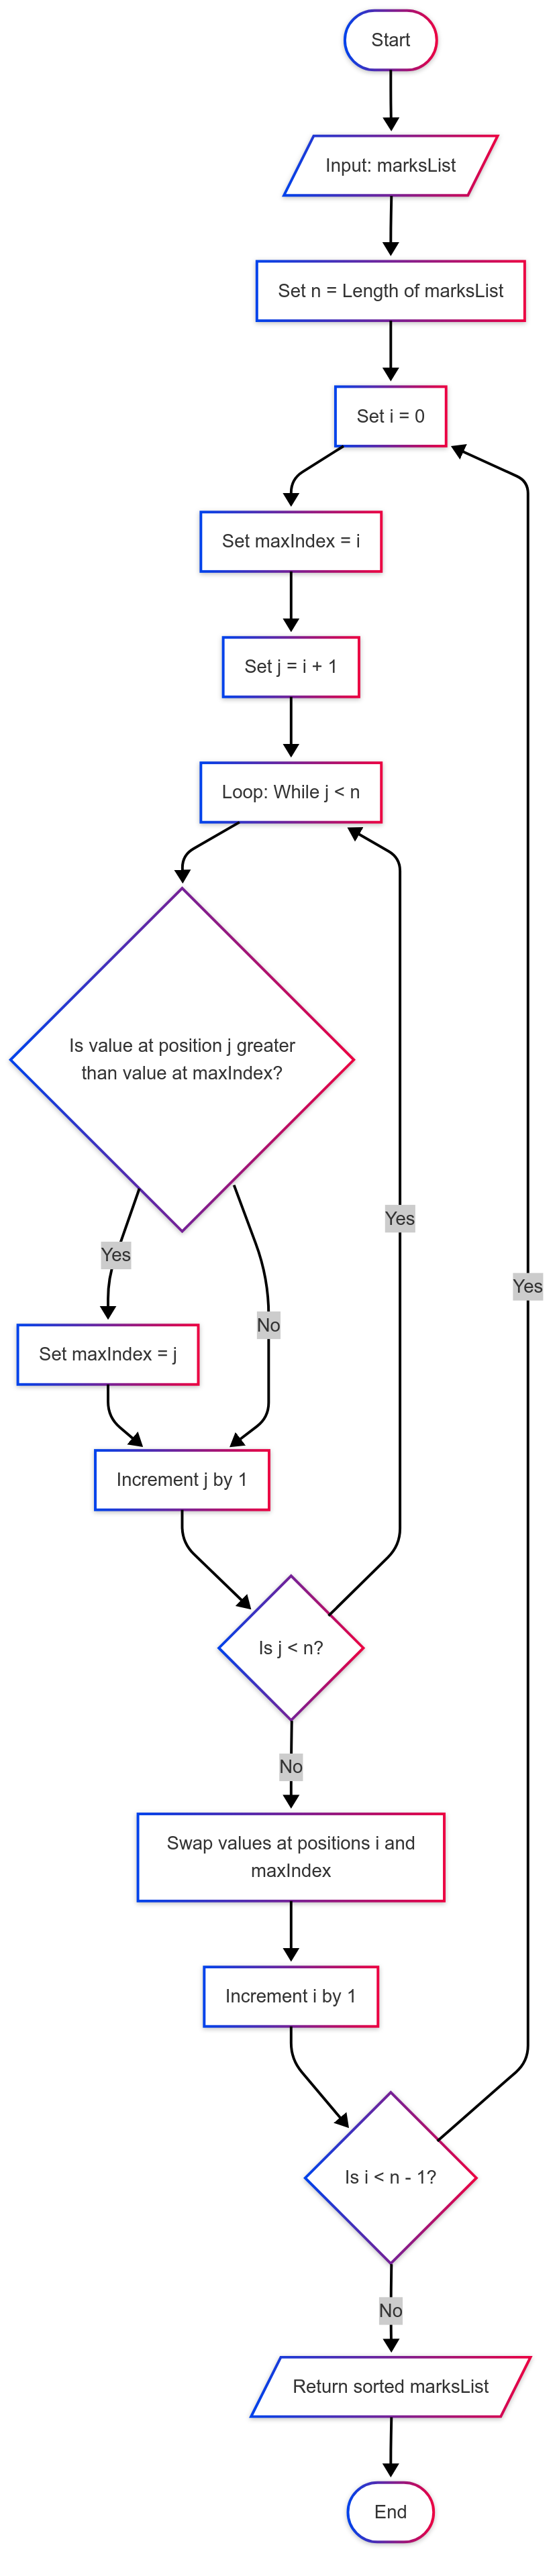 Start
Input: marksList
Set n = Length of marksList
Set i = 0
Set maxIndex = i
Set j = i + 1
Loop: While j < n
Is value at position j greater
than value at maxIndex?
Yes
Yes
Yes
No
Set maxIndex = j
Increment j by 1
Is j < n?
No
Swap values at positions i and
maxIndex
Increment i by 1
Is i < n - 1?
No
Return sorted marksList
End